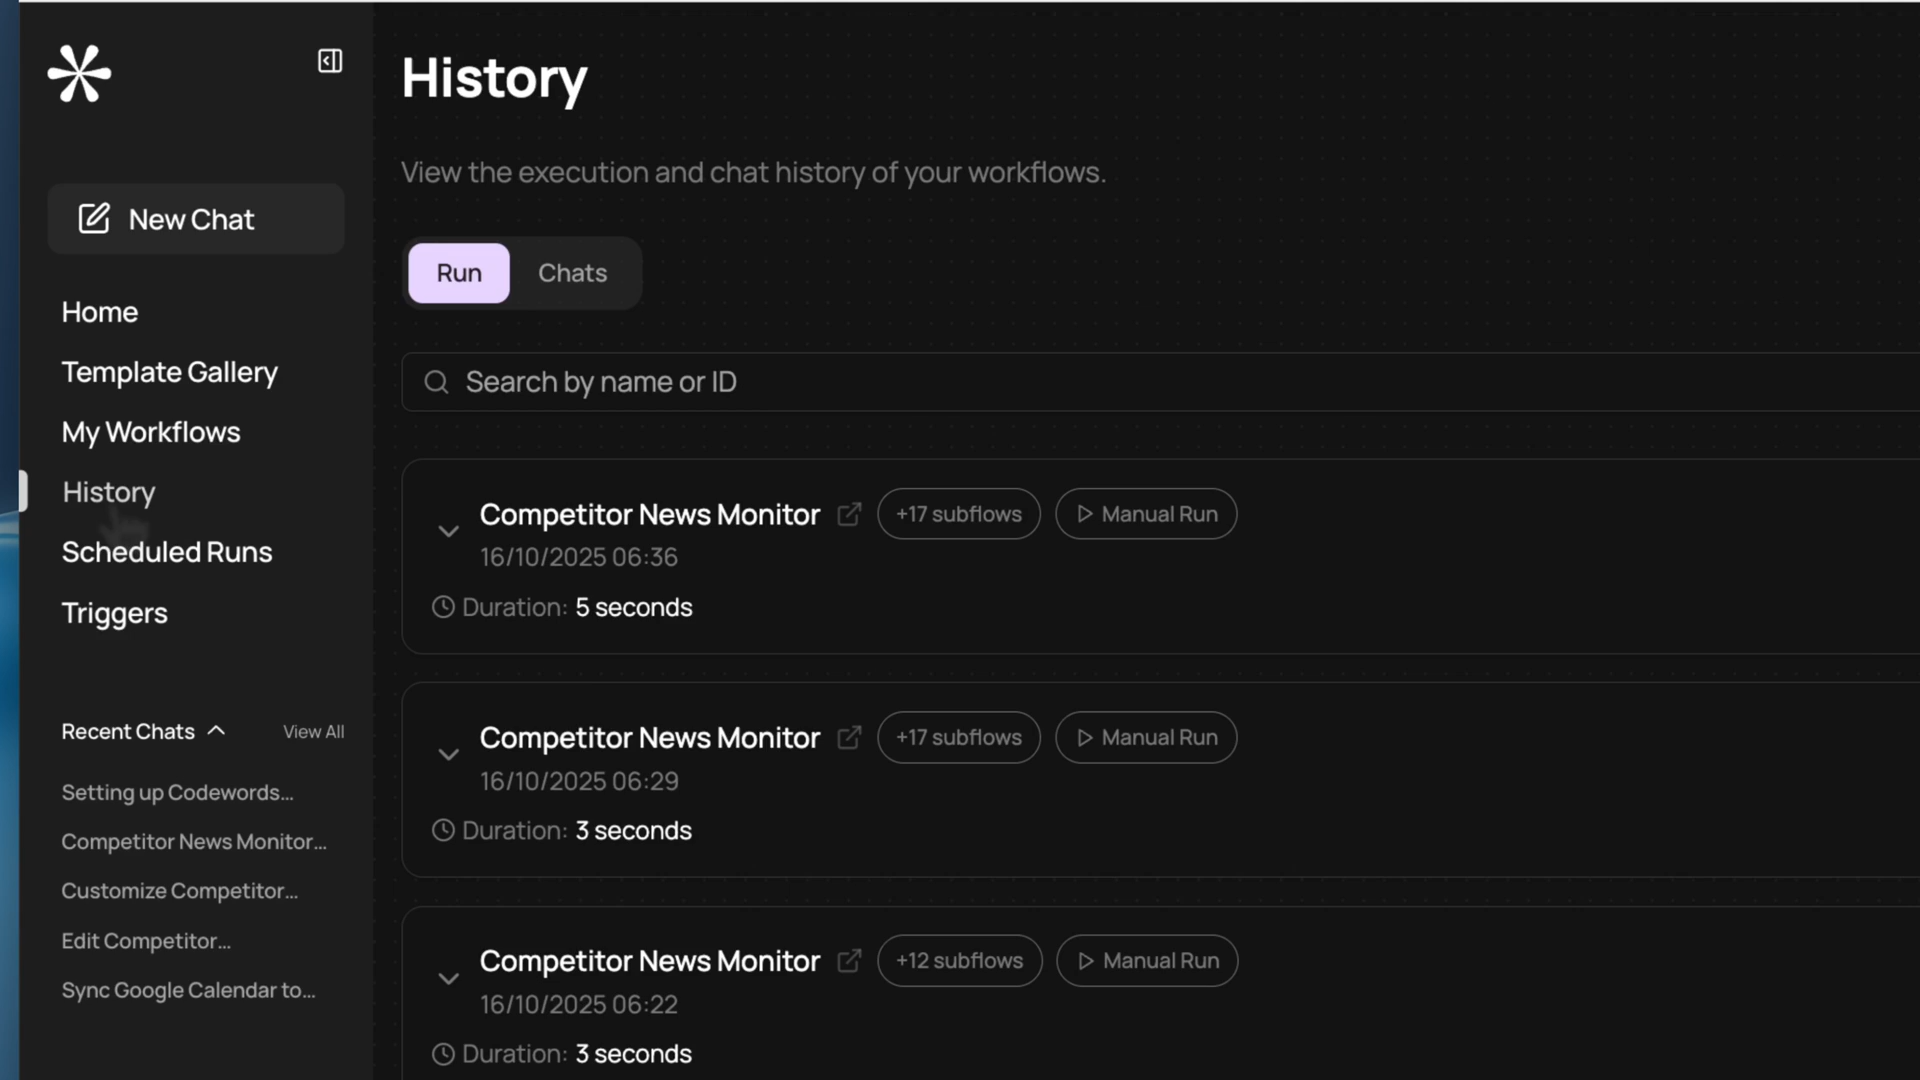 New Chat
Home
Template Gallery
My Workflows
History
Scheduled Runs
Triggers
Recent Chats
View All
Setting up Codewords...
Competitor News Monitor...
Customize Competitor...
Edit Competitor...
Sync Google Calendar to...
History
View the execution and chat history of your workflows.
Run
Chats
Search by name or ID
Competitor News Monitor
+17 subflows
Manual Run
16/10/2025 06:36
Duration: 5 seconds
Competitor News Monitor
+17 subflows
Manual Run
16/10/2025 06:29
Duration: 3 seconds
Competitor News Monitor
+12 subflows
Manual Run
16/10/2025 06:22
Duration: 3 seconds